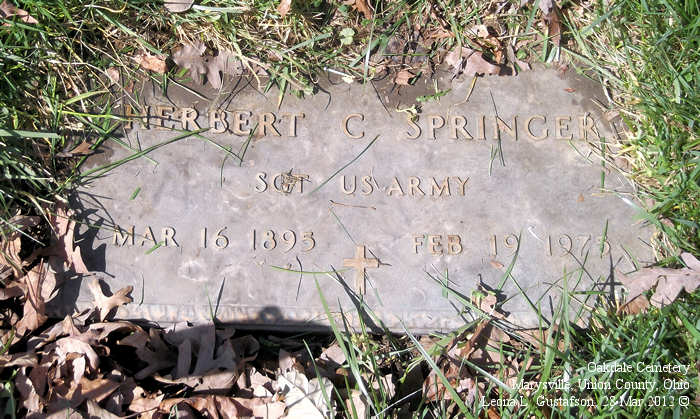 HERBERT C SPRINGER
SGT US ARMY
MAR 16 1895 FEB 19 1973
Oakdale Cemetery
Marysville, Union County, Ohio
Leona L. Gustafson, 28 Mar 2013 ©